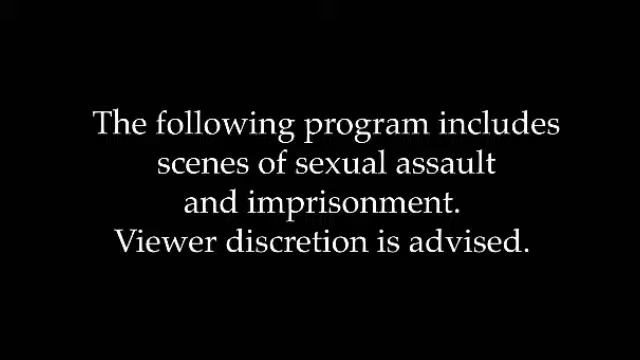 The following program includes
scenes of sexual assault
and imprisonment.
Viewer discretion is advised.